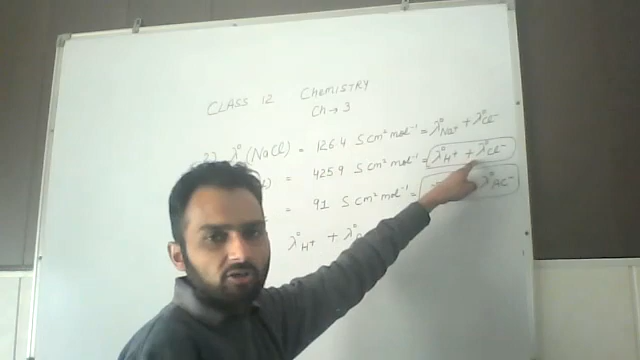 CLASS 12 CHEMISTRY
Ch → 3
λ°(NaCl) = 126.4 S cm² mol⁻¹ = λ°Na⁺ + λ°Cl⁻
= 425.9 S cm² mol⁻¹ = λ°H⁺ + λ°Cl⁻
= 91 S cm² mol⁻¹ = λ°AC⁻
λ°H⁺ + λ°